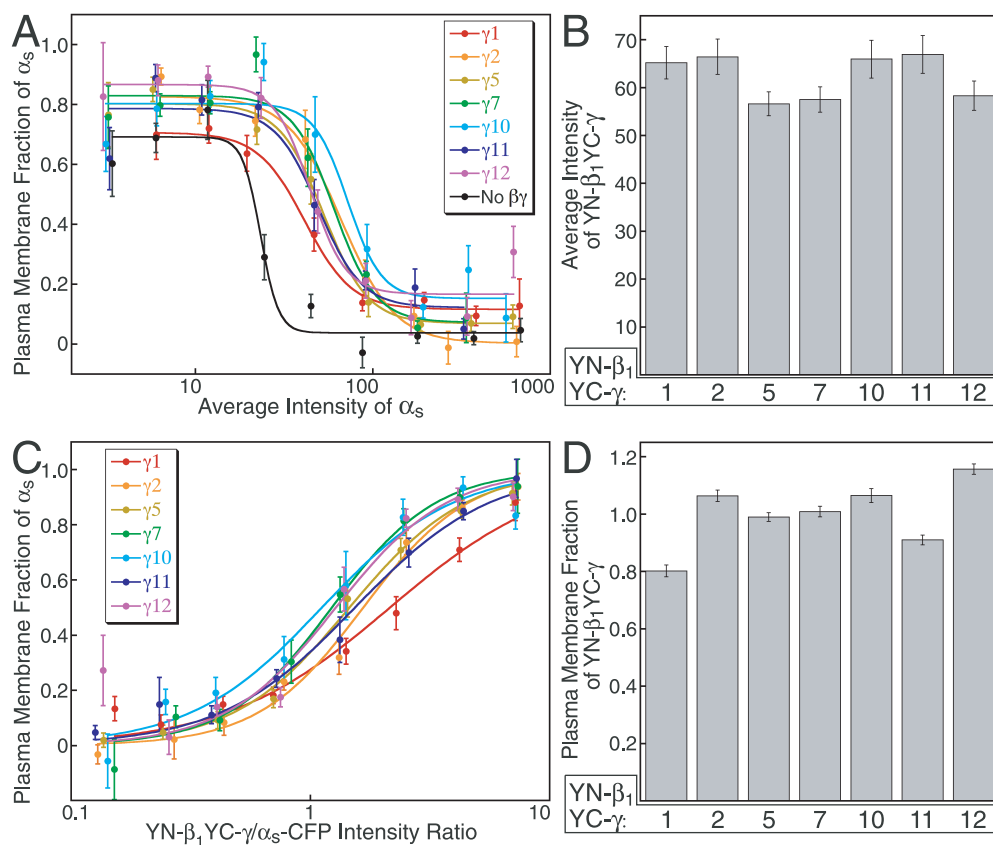 A
Plasma Membrane Fraction of αs
1.0
0.8
0.6
0.4
0.2
0
10
100
1000
Average Intensity of αs
γ1
γ2
γ5
γ7
γ10
γ11
γ12
No βγ
B
Average Intensity
of YN-β1YC-γ
70
60
50
40
30
20
10
YN-β1
YC-γ: 1 2 5 7 10 11 12
C
Plasma Membrane Fraction of αs
1.0
0.8
0.6
0.4
0.2
0
0.1
1
10
YN-β1YC-γ/αs-CFP Intensity Ratio
γ1
γ2
γ5
γ7
γ10
γ11
γ12
D
Plasma Membrane Fraction
of YN-β1YC-γ
1.2
1.0
0.8
0.6
0.4
0.2
YN-β1
YC-γ: 1 2 5 7 10 11 12